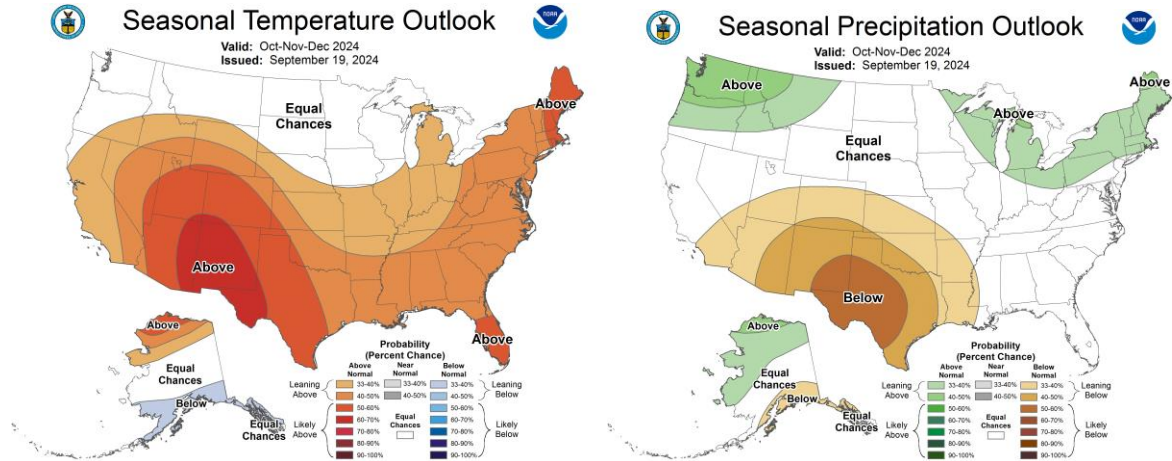 Seasonal Temperature Outlook
Valid: Oct-Nov-Dec 2024
Issued: September 19, 2024
Equal
Chances
Above
Above
Above
Above
Equal
Chances
Below
Equal
Chances
Probability
(Percent Chance)
Above
Normal
Near
Normal
Below
Normal
Leaning
Above
33-40%
33-40%
33-40%
Leaning
Below
40-50%
40-50%
40-50%
Likely
Above
50-60%
Equal
Chances
50-60%
Likely
Below
60-70%
60-70%
70-80%
70-80%
80-90%
80-90%
90-100%
90-100%
NOAA
Seasonal Precipitation Outlook
Valid: Oct-Nov-Dec 2024
Issued: September 19, 2024
Above
Above
Above
Equal
Chances
Below
Above
Equal
Chances
Below
Equal
Chances
Probability
(Percent Chance)
Above
Normal
Near
Normal
Below
Normal
Leaning
Above
33-40%
33-40%
33-40%
Leaning
Below
40-50%
40-50%
40-50%
Likely
Above
50-60%
Equal
Chances
50-60%
Likely
Below
60-70%
60-70%
70-80%
70-80%
80-90%
80-90%
90-100%
90-100%
NOAA